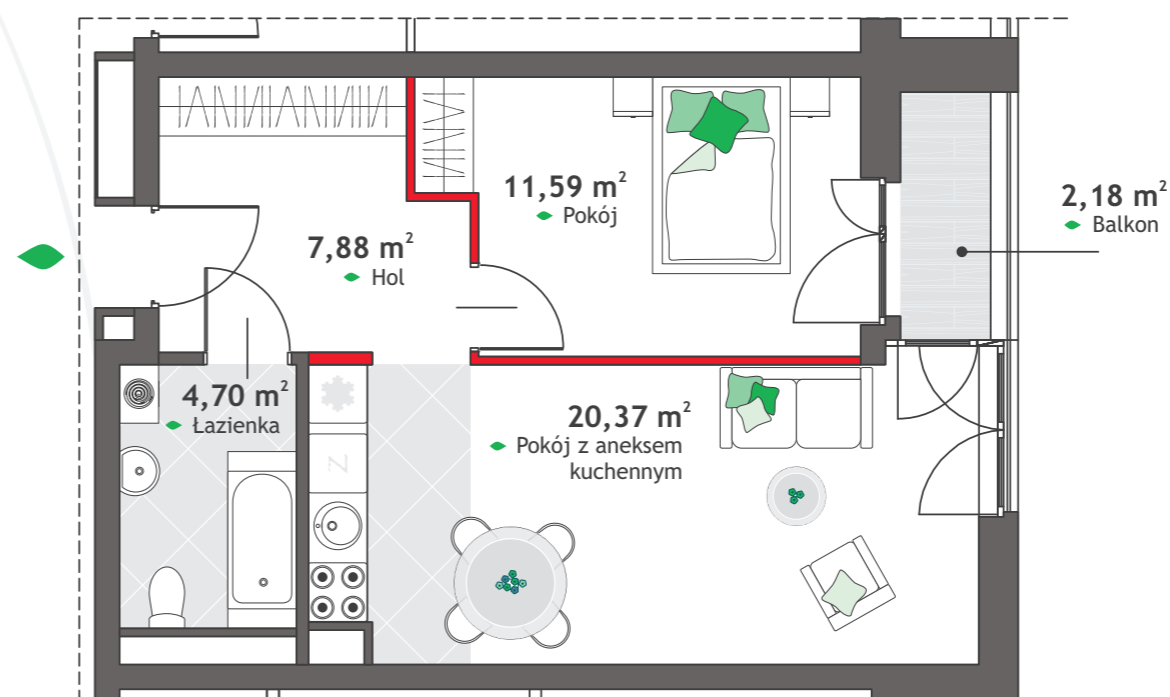 11,59 m²
Pokój
2,18 m²
Balkon
7,88 m²
Hol
4,70 m²
Łazienka
20,37 m²
Pokój z aneksem
kuchennym
Z